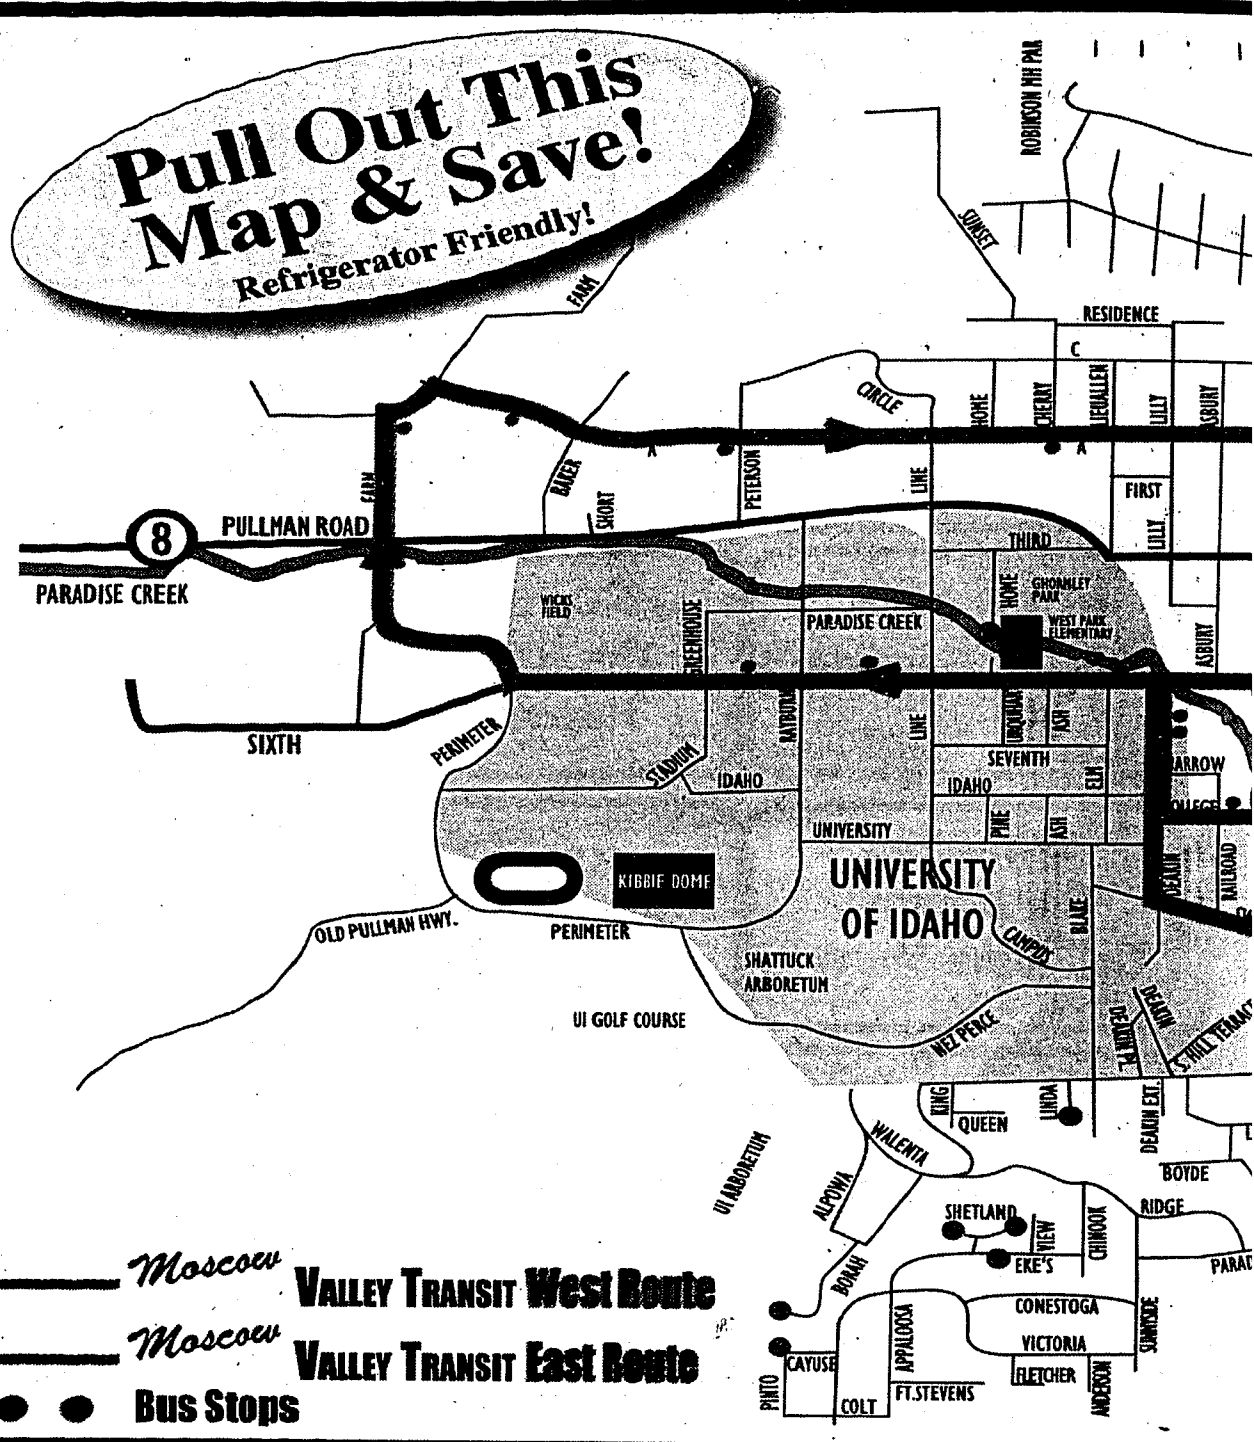 Pull Out This
Map & Save!
Refrigerator Friendly!
ROBINSON MH PAR
SUNSET
FARM
RESIDENCE
C
CIRCLE
HOME
CHERRY
LIEUALLEN
LILLY
ASBURY
A
A
FARM
BAKER
SHORT
PETERSON
LINE
FIRST
LILLY
8
PULLMAN ROAD
PARADISE CREEK
THIRD
HOME
GHORMLEY
PARK
WICKS
FIELD
GREENHOUSE
PARADISE CREEK
WEST PARK
ELEMENTARY
ASBURY
SIXTH
PERIMETER
RAYBURN
LINE
URQUHART
ASH
SEVENTH
STADIUM
IDAHO
IDAHO
ELM
ARROW
OLLEGE
PINE
ASH
UNIVERSITY
KIBBIE DOME
UNIVERSITY
OF IDAHO
DEAKIN
RAILROAD
BLAKE
OLD PULLMAN HWY.
PERIMETER
CAMPUS
SHATTUCK
ARBORETUM
UI GOLF COURSE
NEZ PERCE
DEAKIN
DEAKIN PL.
S. HILL TERRACE
KING
QUEEN
LINDA
DEAKIN EXT.
WALENTA
BOYDE
UI ARBORETUM
ALPOWA
SHETLAND
VIEW
CHINOOK
RIDGE
BORAH
EKE'S
PARAD
CONESTOGA
APPALOOSA
VICTORIA
SUNNYSIDE
CAYUSE
FLETCHER
ANDERSON
PINTO
FT. STEVENS
COLT
Moscow
VALLEY TRANSIT West Route
Moscow
VALLEY TRANSIT East Route
Bus Stops